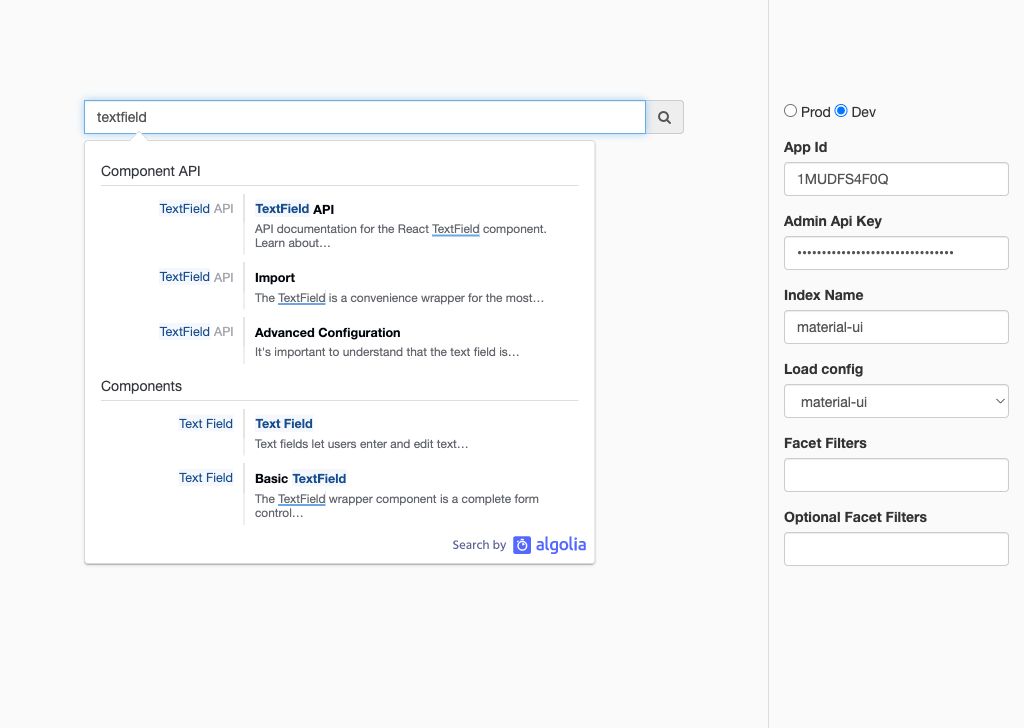 textfield
Component API
TextField API
TextField API
API documentation for the React TextField component.
Learn about...
TextField API
Import
The TextField is a convenience wrapper for the most...
TextField API
Advanced Configuration
It's important to understand that the text field is...
Components
Text Field
Text Field
Text fields let users enter and edit text...
Text Field
Basic TextField
The TextField wrapper component is a complete form
control...
Search by algolia
Prod Dev
App Id
1MUDFS4F0Q
Admin Api Key
••••••••••••••••••••••••••••••••
Index Name
material-ui
Load config
material-ui
Facet Filters
Optional Facet Filters